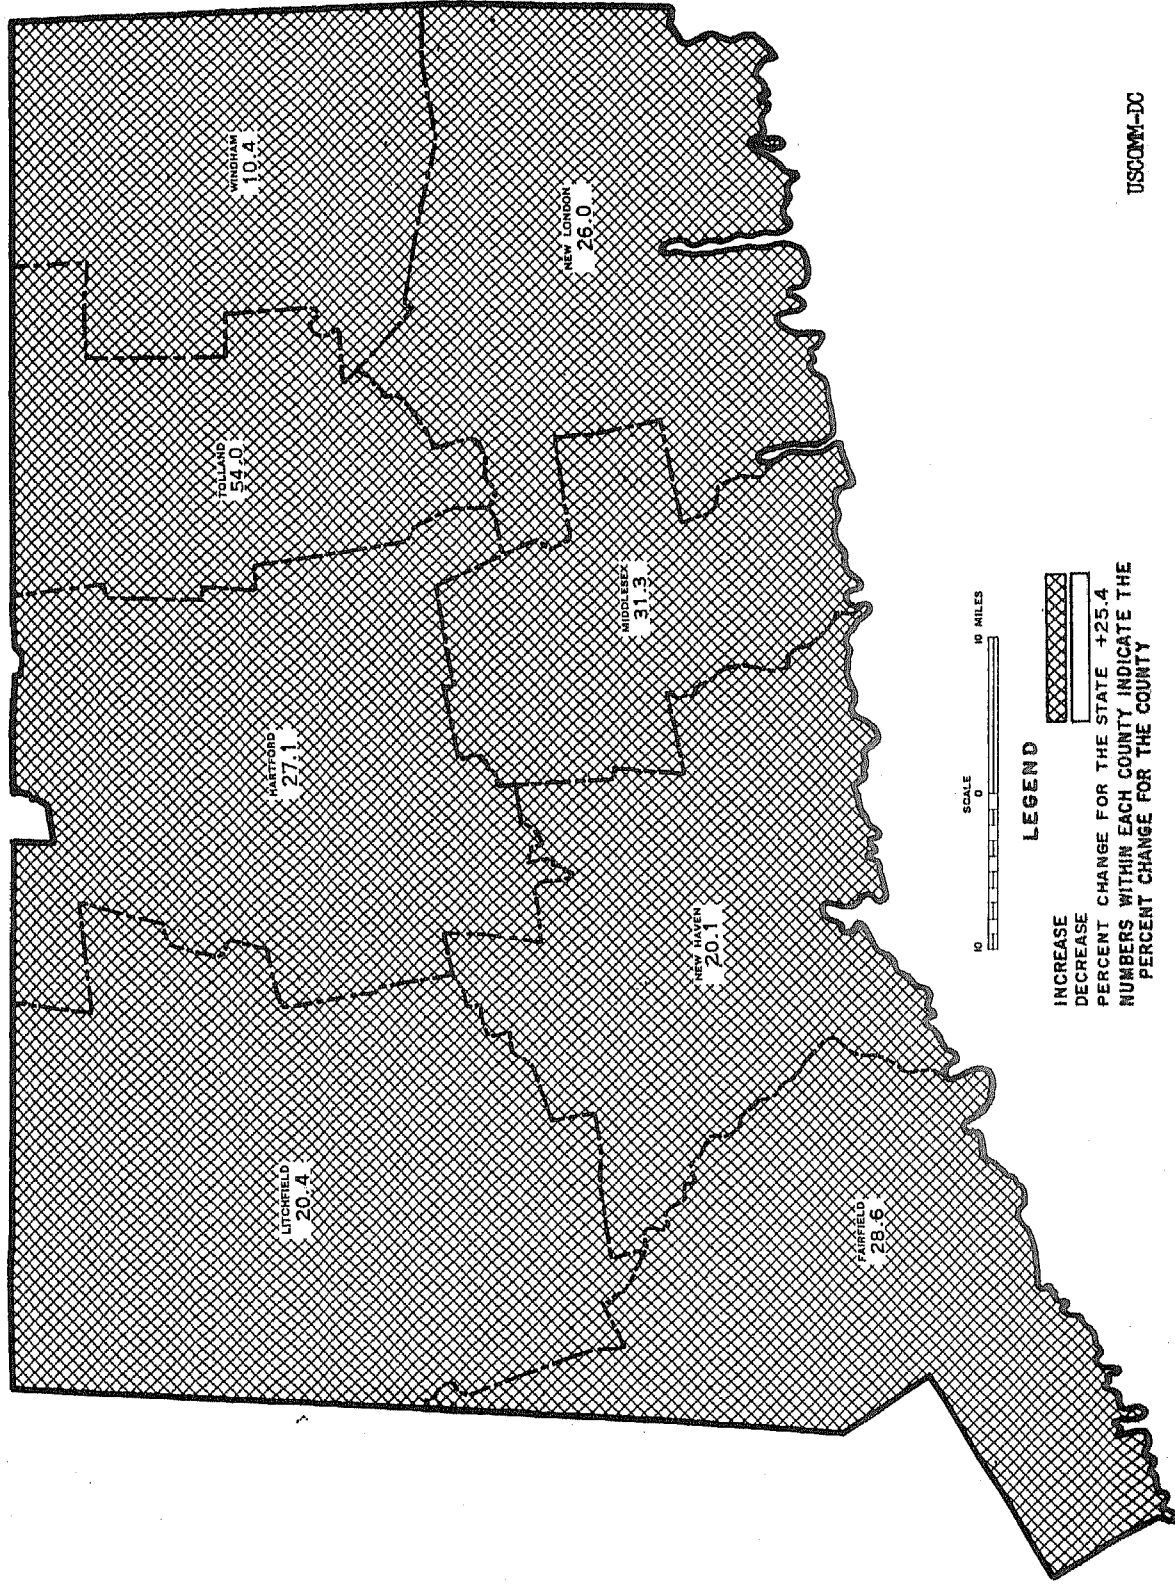 LITCHFIELD
20.4
HARTFORD
27.1
TOLLAND
54.0
WINDHAM
10.4
NEW HAVEN
20.1
MIDDLESEX
31.3
NEW LONDON
26.0
FAIRFIELD
28.6
SCALE
10 0 10 MILES
LEGEND
INCREASE
DECREASE
PERCENT CHANGE FOR THE STATE +25.4
NUMBERS WITHIN EACH COUNTY INDICATE THE
PERCENT CHANGE FOR THE COUNTY
USCOMM-DC